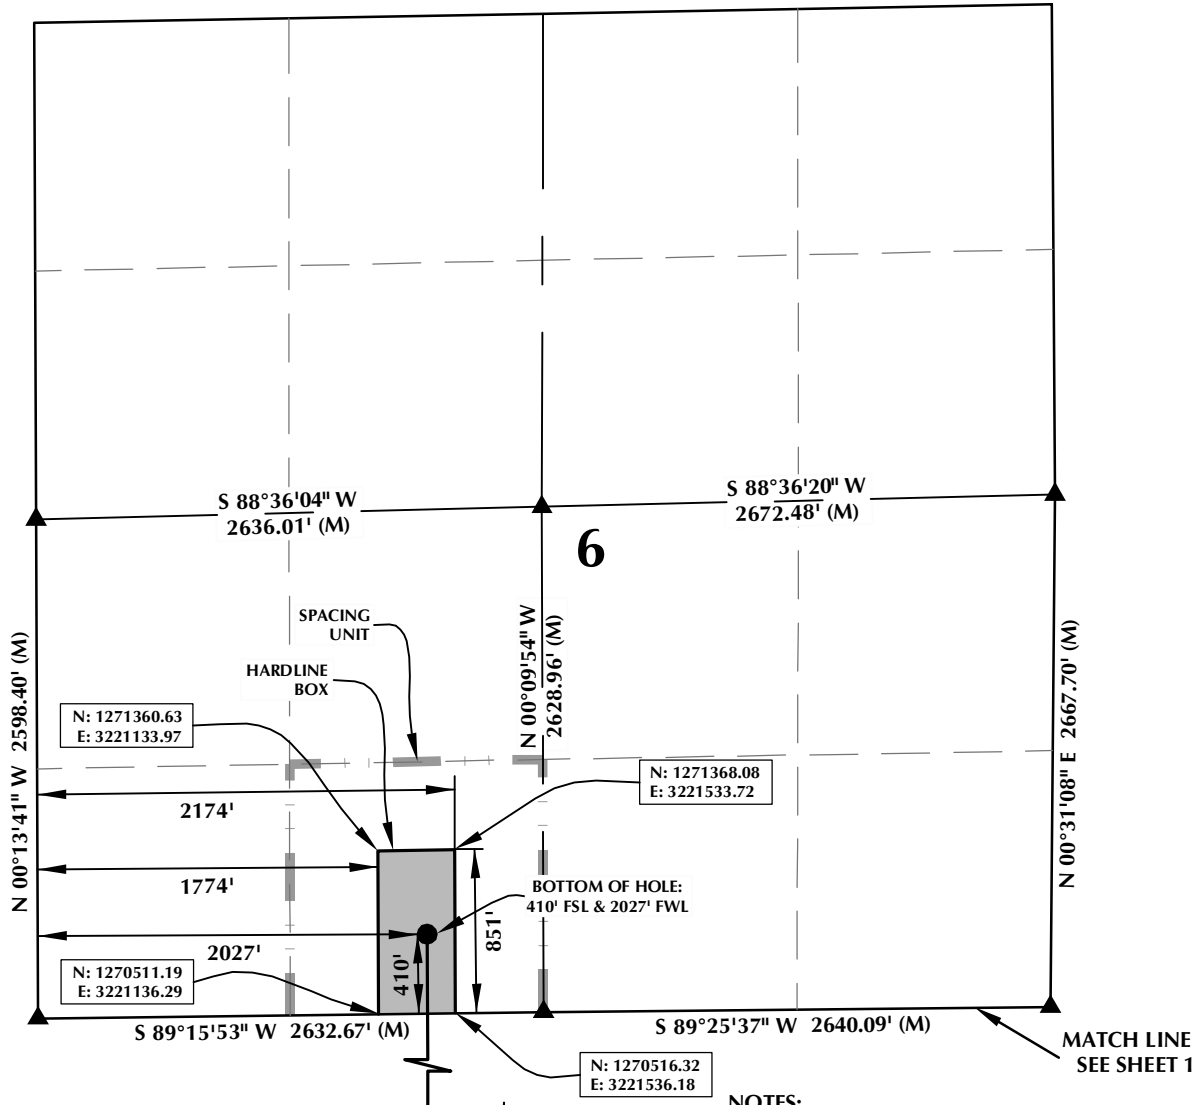 S 88°36'04" W
2636.01' (M)
S 88°36'20" W
2672.48' (M)
6
SPACING
UNIT
HARDLINE
BOX
N 00°09'54" W
2628.96' (M)
N 00°13'41" W 2598.40' (M)
N 00°31'08" E 2667.70' (M)
N: 1271360.63
E: 3221133.97
N: 1271368.08
E: 3221533.72
2174'
1774'
BOTTOM OF HOLE:
410' FSL & 2027' FWL
851'
2027'
410'
N: 1270511.19
E: 3221136.29
S 89°15'53" W 2632.67' (M)
S 89°25'37" W 2640.09' (M)
MATCH LINE
SEE SHEET 1
N: 1270516.32
E: 3221536.18
NOTES: